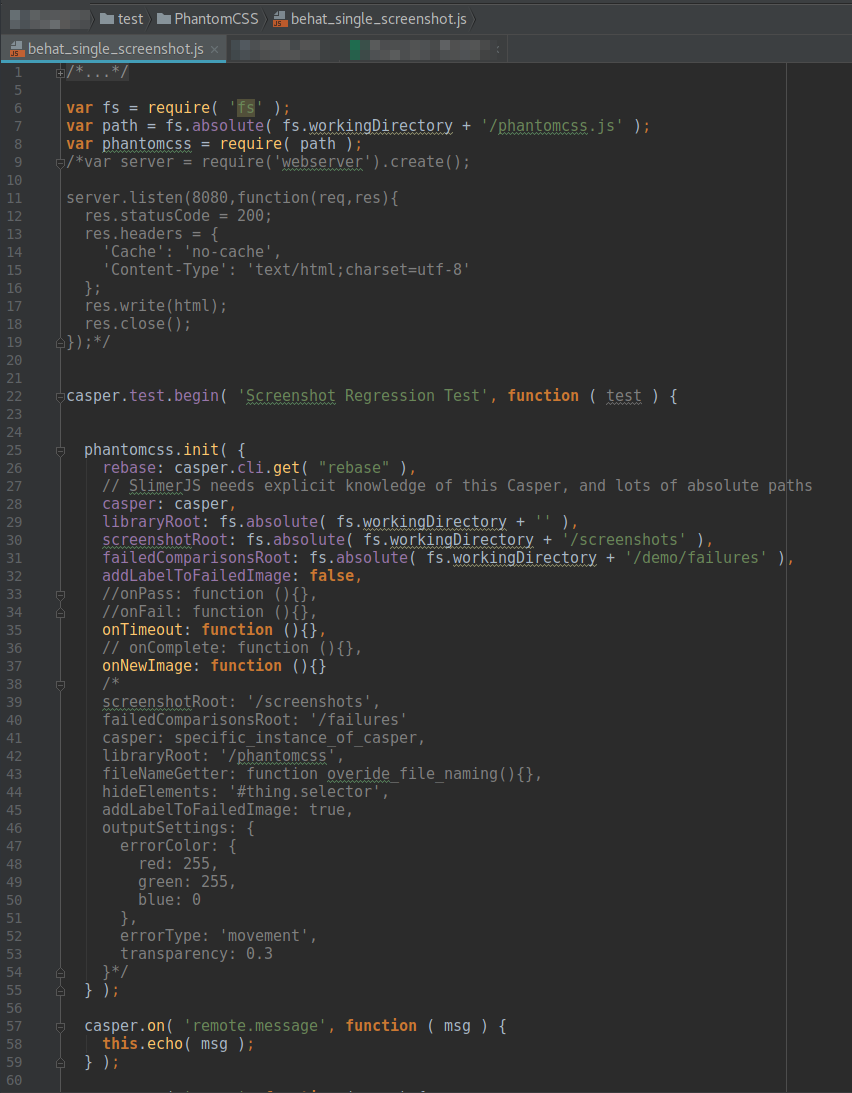 test PhantomCSS behat_single_screenshot.js
behat_single_screenshot.js
1 /*...*/
5
6 var fs = require( 'fs' );
7 var path = fs.absolute( fs.workingDirectory + '/phantomcss.js' );
8 var phantomcss = require( path );
9 /*var server = require('webserver').create();
10
11 server.listen(8080,function(req,res){
12   res.statusCode = 200;
13   res.headers = {
14     'Cache': 'no-cache',
15     'Content-Type': 'text/html;charset=utf-8'
16   };
17   res.write(html);
18   res.close();
19 });*/
20
21
22 casper.test.begin( 'Screenshot Regression Test', function ( test ) {
23
24
25   phantomcss.init( {
26     rebase: casper.cli.get( "rebase" ),
27     // SlimerJS needs explicit knowledge of this Casper, and lots of absolute paths
28     casper: casper,
29     libraryRoot: fs.absolute( fs.workingDirectory + '' ),
30     screenshotRoot: fs.absolute( fs.workingDirectory + '/screenshots' ),
31     failedComparisonsRoot: fs.absolute( fs.workingDirectory + '/demo/failures' ),
32     addLabelToFailedImage: false,
33     //onPass: function (){},
34     //onFail: function (){},
35     onTimeout: function (){},
36     // onComplete: function (){},
37     onNewImage: function (){}
38     /*
39     screenshotRoot: '/screenshots',
40     failedComparisonsRoot: '/failures'
41     casper: specific_instance_of_casper,
42     libraryRoot: '/phantomcss',
43     fileNameGetter: function overide_file_naming(){},
44     hideElements: '#thing.selector',
45     addLabelToFailedImage: true,
46     outputSettings: {
47       errorColor: {
48         red: 255,
49         green: 255,
50         blue: 0
51       },
52       errorType: 'movement',
53       transparency: 0.3
54     }*/
55   } );
56
57   casper.on( 'remote.message', function ( msg ) {
58     this.echo( msg );
59   } );
60